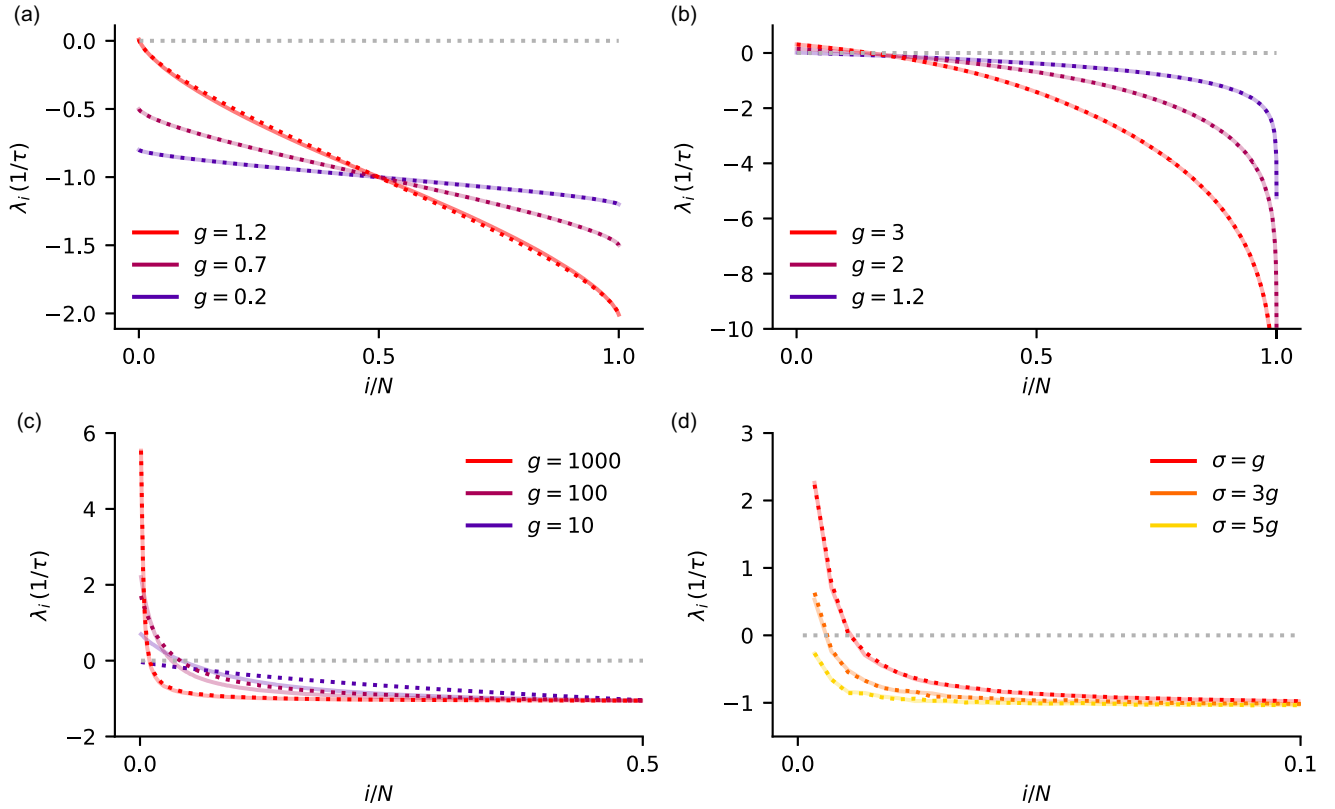 (a)
0.0
−0.5
−1.0
−1.5
−2.0
λᵢ (1/τ)
g = 1.2
g = 0.7
g = 0.2
0.0
0.5
1.0
i/N
(b)
0
−2
−4
−6
−8
−10
λᵢ (1/τ)
g = 3
g = 2
g = 1.2
0.0
0.5
1.0
i/N
(c)
6
4
2
0
−2
λᵢ (1/τ)
g = 1000
g = 100
g = 10
0.0
0.5
i/N
(d)
3
2
1
0
−1
λᵢ (1/τ)
σ = g
σ = 3g
σ = 5g
0.0
0.1
i/N